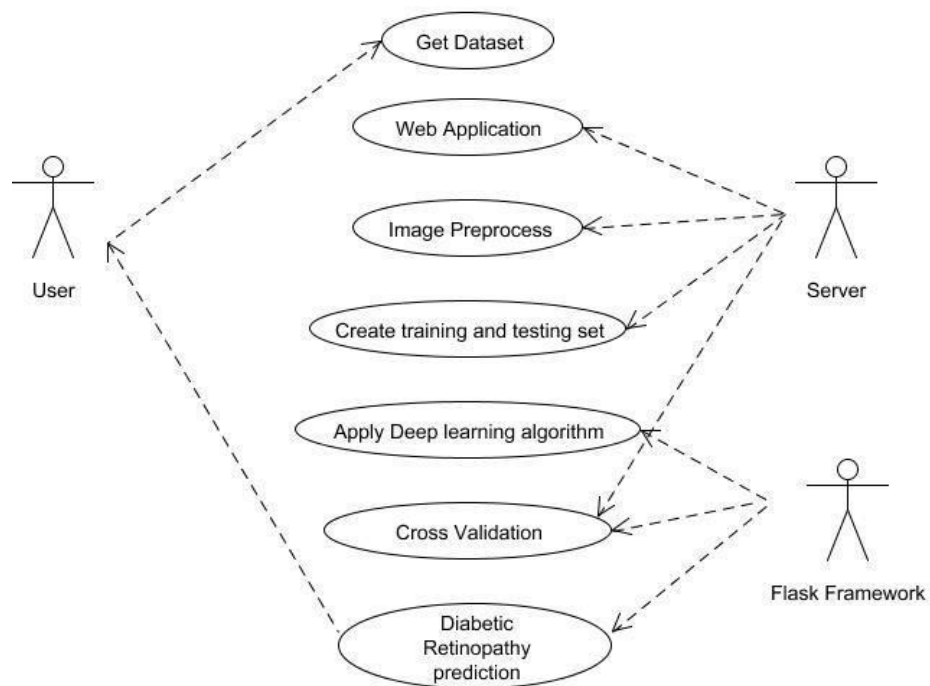 Get Dataset
Web Application
Image Preprocess
User
Server
Create training and testing set
Apply Deep learning algorithm
Cross Validation
Flask Framework
Diabetic
Retinopathy
prediction